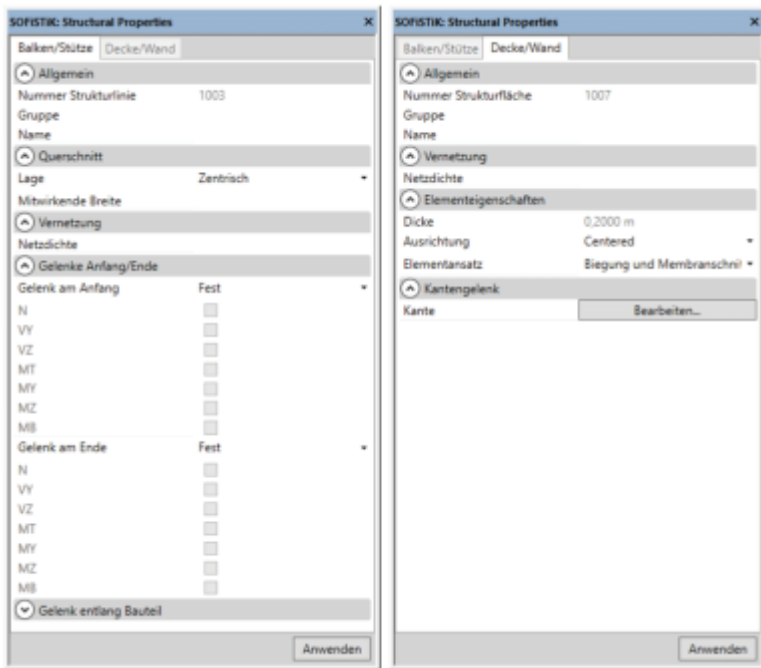 SOFiSTiK: Structural Properties ×
Balken/Stütze Decke/Wand
Allgemein
Nummer Strukturlinie 1003
Gruppe
Name
Querschnitt
Lage Zentrisch
Mitwirkende Breite
Vernetzung
Netzdichte
Gelenke Anfang/Ende
Gelenk am Anfang Fest
N
VY
VZ
MT
MY
MZ
MB
Gelenk am Ende Fest
N
VY
VZ
MT
MY
MZ
MB
Gelenk entlang Bauteil
Anwenden
SOFiSTiK: Structural Properties ×
Balken/Stütze Decke/Wand
Allgemein
Nummer Strukturfläche 1007
Gruppe
Name
Vernetzung
Netzdichte
Elementeigenschaften
Dicke 0,2000 m
Ausrichtung Centered
Elementansatz Biegung und Membranschnit
Kantengelenk
Kante Bearbeiten...
Anwenden